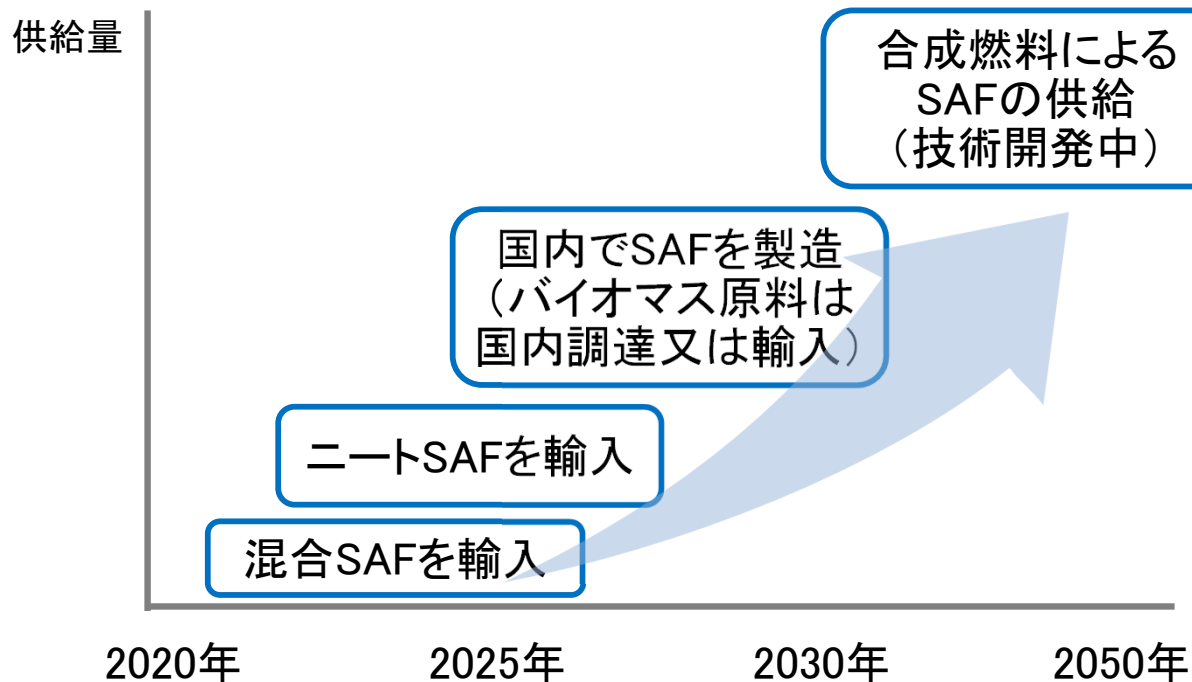 供給量
合成燃料による
SAFの供給
（技術開発中）
国内でSAFを製造
（バイオマス原料は
国内調達又は輸入）
ニートSAFを輸入
混合SAFを輸入
2020年
2025年
2030年
2050年